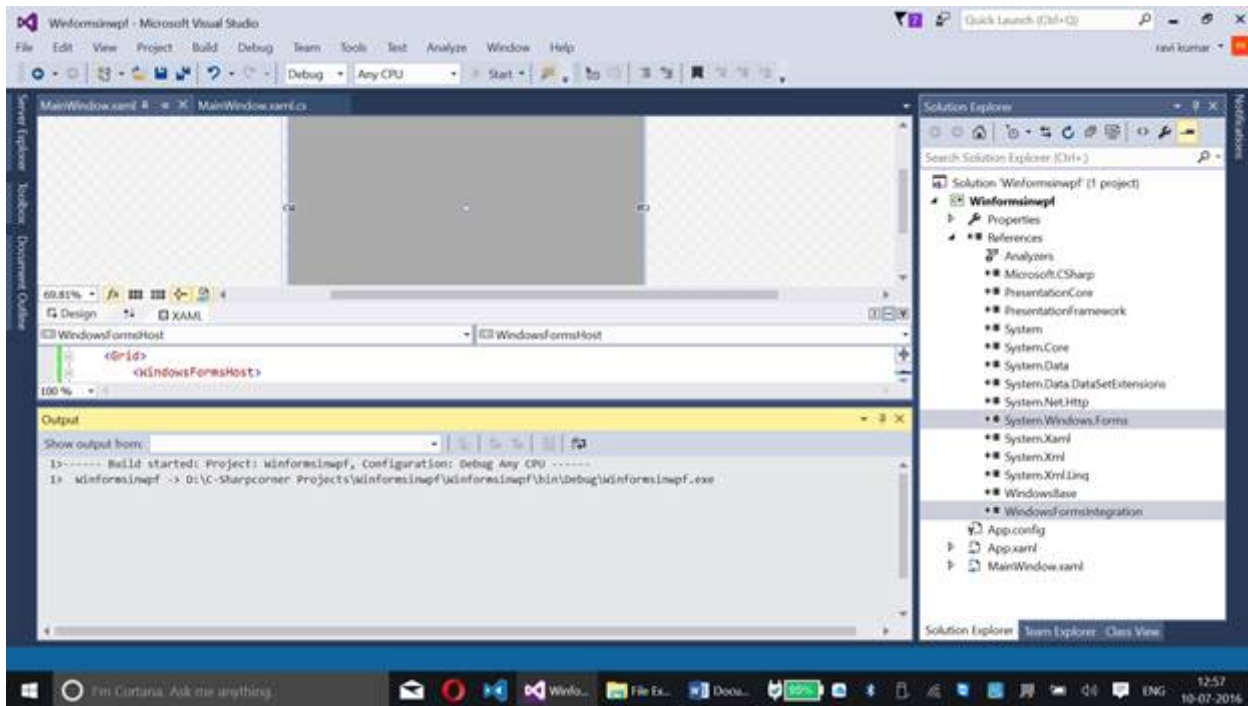 Winformsinwpf - Microsoft Visual Studio
7
Quick Launch (Ctrl+Q)
File Edit View Project Build Debug Team Tools Test Analyze Window Help
ravi kumar
Debug Any CPU Start
Server Explorer
Toolbox
Document Outline
MainWindow.xaml MainWindow.xaml.cs
69.81%
Design XAML
WindowsFormsHost WindowsFormsHost
<Grid>
<WindowsFormsHost>
100 %
Output
Show output from:
1>------ Build started: Project: Winformsinwpf, Configuration: Debug Any CPU ------
1> Winformsinwpf -> D:\C-Sharpcorner Projects\Winformsinwpf\Winformsinwpf\bin\Debug\Winformsinwpf.exe
Solution Explorer
Search Solution Explorer (Ctrl+;)
Solution 'Winformsinwpf' (1 project)
Winformsinwpf
Properties
References
Analyzers
Microsoft.CSharp
PresentationCore
PresentationFramework
System
System.Core
System.Data
System.Data.DataSetExtensions
System.Net.Http
System.Windows.Forms
System.Xaml
System.Xml
System.Xml.Linq
WindowsBase
WindowsFormsIntegration
App.config
App.xaml
MainWindow.xaml
Solution Explorer Team Explorer Class View
Notifications
I'm Cortana. Ask me anything.
Winfo... File Ex... Docu... ENG
12:57
10-07-2016